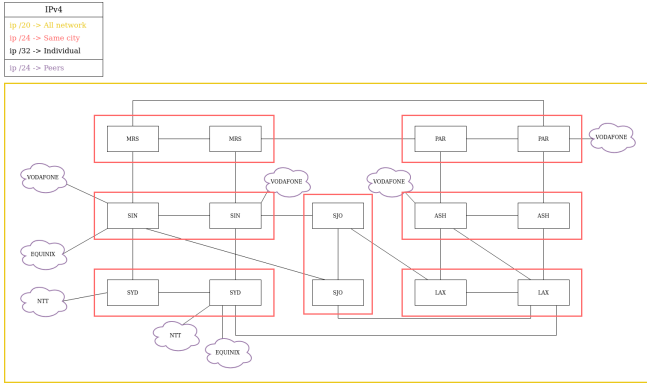 IPv4
ip /20 -> All network
ip /24 -> Same city
ip /32 -> Individual
ip /24 -> Peers
MRS
MRS
PAR
PAR
VODAFONE
VODAFONE
VODAFONE
VODAFONE
SIN
SIN
SJO
ASH
ASH
EQUINIX
NTT
SYD
SYD
SJO
LAX
LAX
NTT
EQUINIX